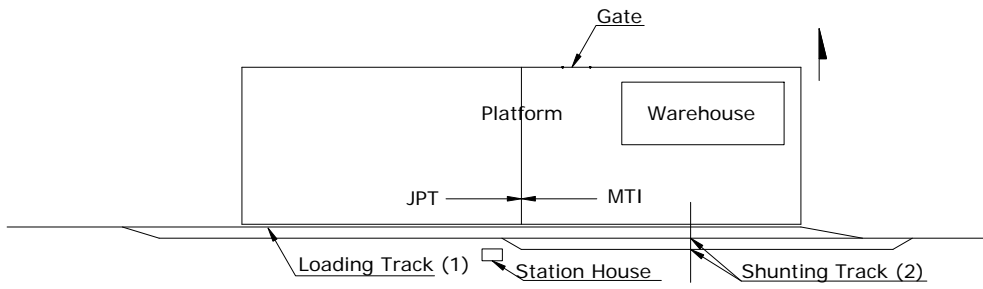 Gate
Platform
Warehouse
JPT
MTI
Loading Track (1)
Station House
Shunting Track (2)